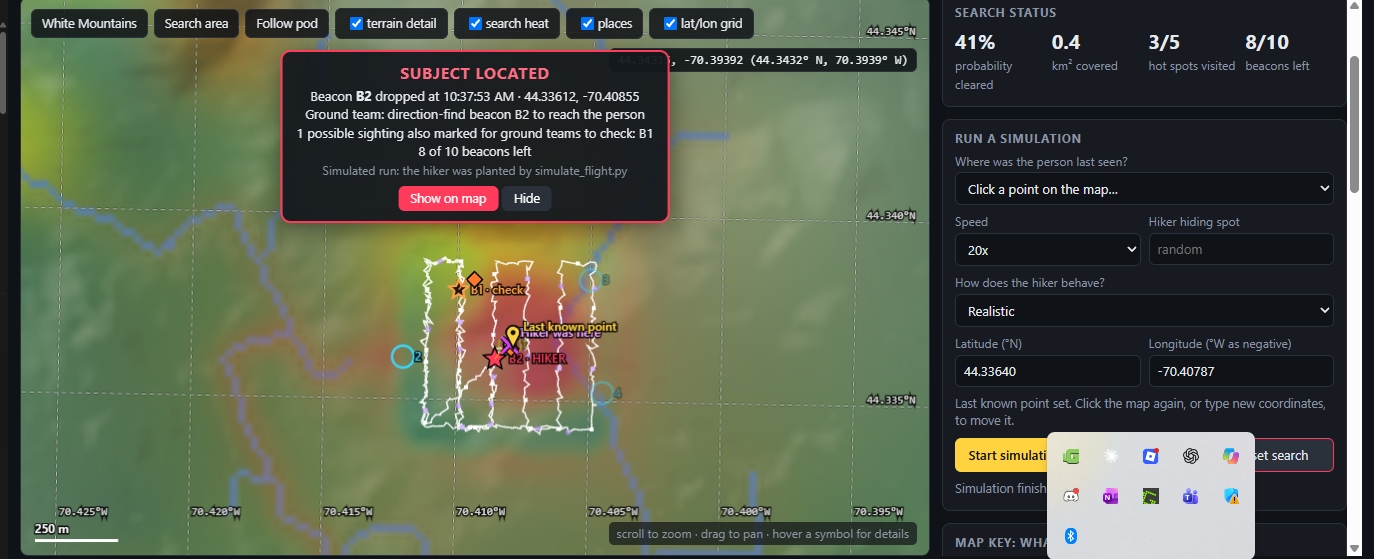 White Mountains
Search area
Follow pod
terrain detail
search heat
places
lat/lon grid
44.345°N
, -70.39392 (44.3432° N, 70.3939° W)
SUBJECT LOCATED
Beacon B2 dropped at 10:37:53 AM · 44.33612, -70.40855
Ground team: direction-find beacon B2 to reach the person
1 possible sighting also marked for ground teams to check: B1
8 of 10 beacons left
Simulated run: the hiker was planted by simulate_flight.py
Show on map
Hide
44.340°N
3
B1 · check
Last known point
Hiker was here
2
B2 · HIKER
4
44.335°N
70.425°W
70.420°W
70.415°W
70.410°W
70.405°W
70.400°W
70.395°W
250 m
scroll to zoom · drag to pan · hover a symbol for details
SEARCH STATUS
41%
probability
cleared
0.4
km² covered
3/5
hot spots visited
8/10
beacons left
RUN A SIMULATION
Where was the person last seen?
Click a point on the map...
Speed
Hiker hiding spot
20x
random
How does the hiker behave?
Realistic
Latitude (°N)
Longitude (°W as negative)
44.33640
-70.40787
Last known point set. Click the map again, or type new coordinates,
to move it.
Start simulati
set search
Simulation finish
MAP KEY: WHA